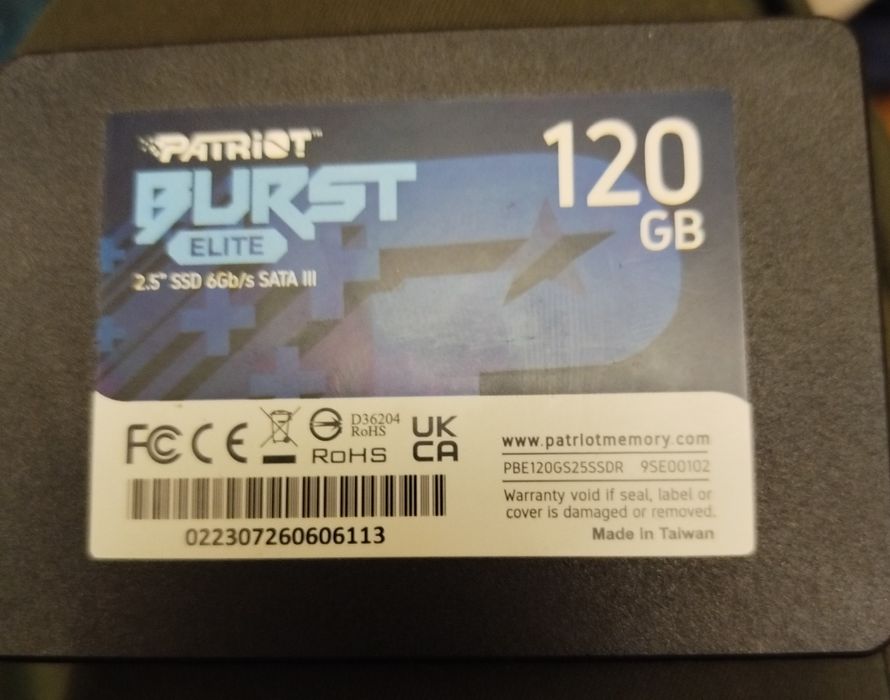 PATRIOT™
BURST
ELITE
2.5" SSD 6Gb/s SATA III
120
GB
FC CE
D36204
RoHS
RoHS
UK
CA
022307260606113
www.patriotmemory.com
PBE120GS25SSDR 9SE00102
Warranty void if seal, label or
cover is damaged or removed.
Made in Taiwan